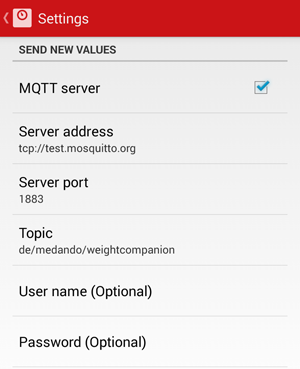 Settings
SEND NEW VALUES
MQTT server
Server address
tcp://test.mosquitto.org
Server port
1883
Topic
de/medando/weightcompanion
User name (Optional)
Password (Optional)